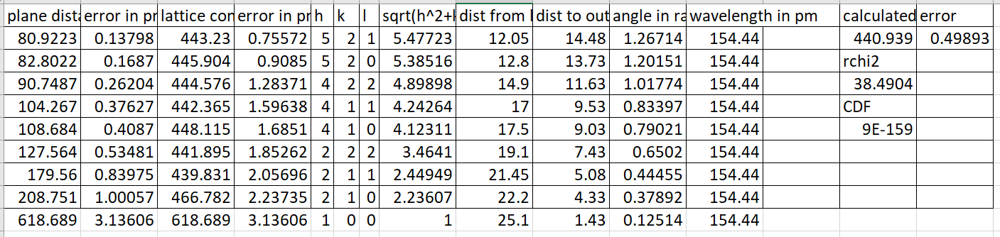 plane dista error in pr lattice con error in pr h k l sqrt(h^2+k dist from l dist to out angle in ra wavelength in pm calculated error
80.9223 0.13798 443.23 0.75572 5 2 1 5.47723 12.05 14.48 1.26714 154.44 440.939 0.49893
82.8022 0.1687 445.904 0.9085 5 2 0 5.38516 12.8 13.73 1.20151 154.44 rchi2
90.7487 0.26204 444.576 1.28371 4 2 2 4.89898 14.9 11.63 1.01774 154.44 38.4904
104.267 0.37627 442.365 1.59638 4 1 1 4.24264 17 9.53 0.83397 154.44 CDF
108.684 0.4087 448.115 1.6851 4 1 0 4.12311 17.5 9.03 0.79021 154.44 9E-159
127.564 0.53481 441.895 1.85262 2 2 2 3.4641 19.1 7.43 0.6502 154.44
179.56 0.83975 439.831 2.05696 2 1 1 2.44949 21.45 5.08 0.44455 154.44
208.751 1.00057 466.782 2.23735 2 1 0 2.23607 22.2 4.33 0.37892 154.44
618.689 3.13606 618.689 3.13606 1 0 0 1 25.1 1.43 0.12514 154.44